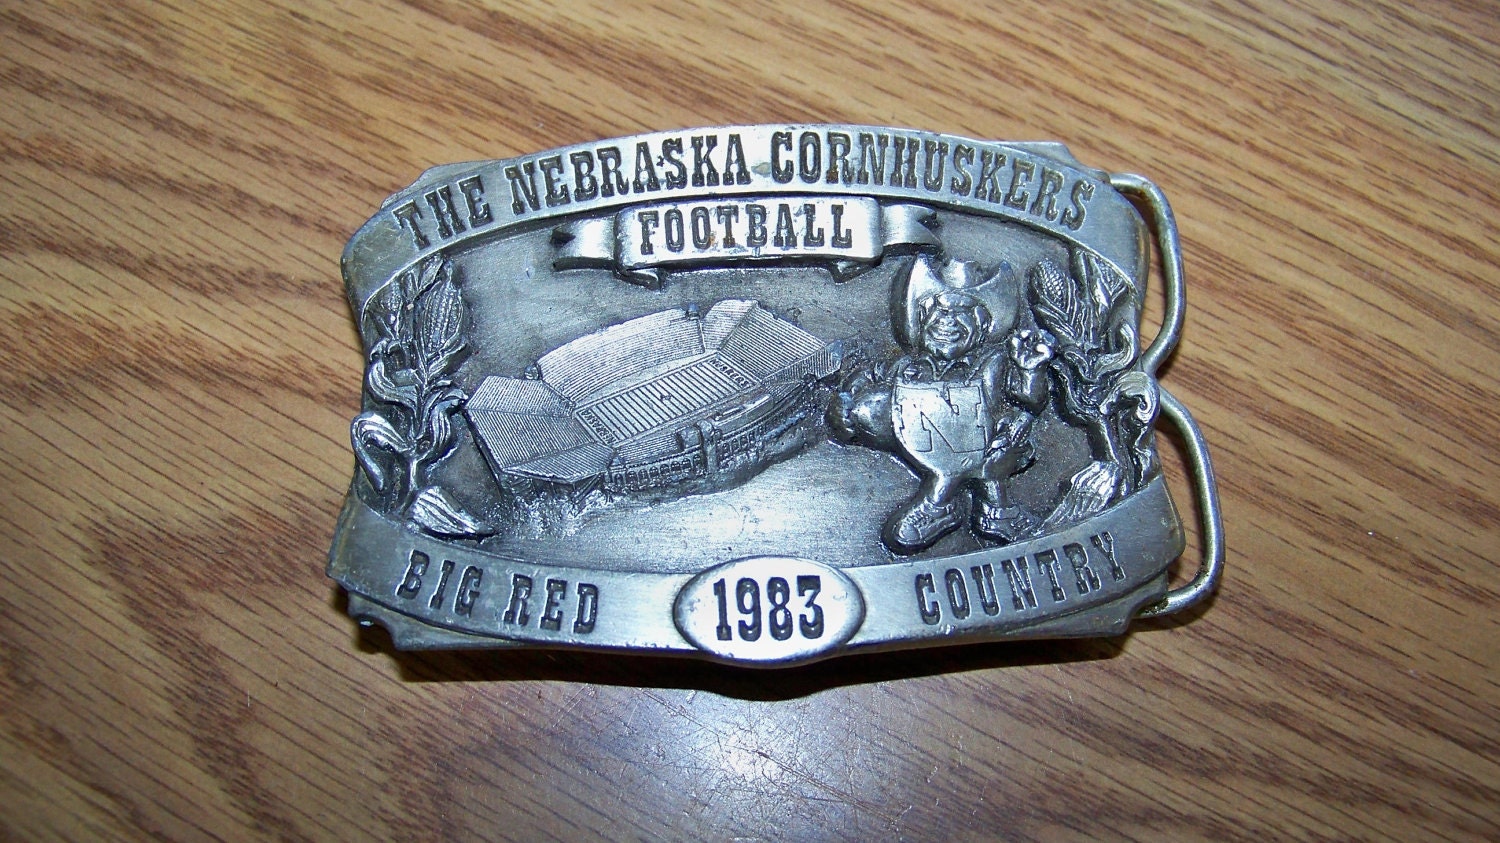 THE NEBRASKA CORNHUSKERS
FOOTBALL
N
BIG RED 1983 COUNTRY